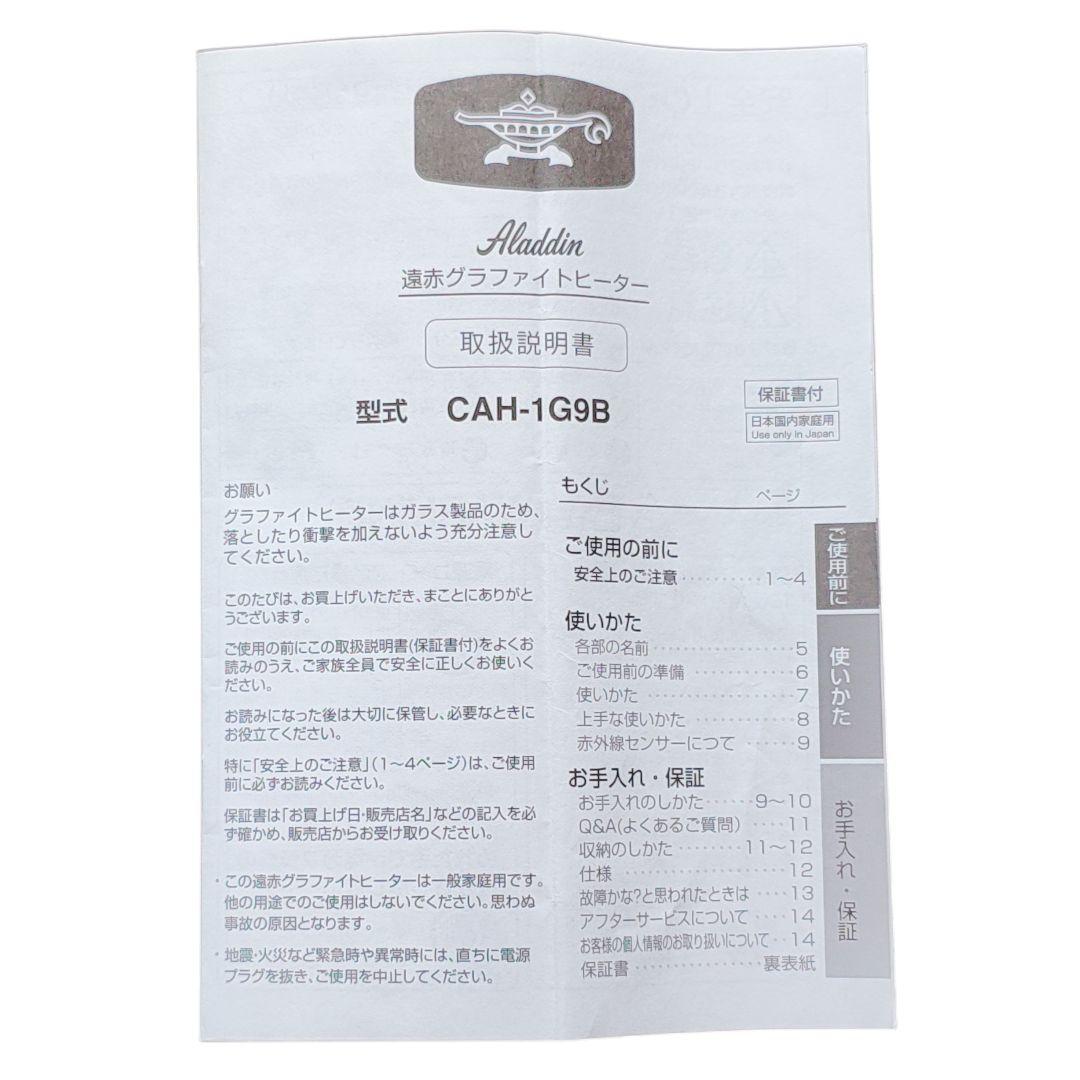 Aladdin
遠赤グラファイトヒーター
取扱説明書
型式 CAH-1G9B
保証書付
日本国内家庭用
Use only in Japan
お願い
グラファイトヒーターはガラス製品のため、
落としたり衝撃を加えないよう充分注意し
てください。
このたびは、お買上げいただき、まことにありがと
うございます。
ご使用の前にこの取扱説明書(保証書付)をよくお
読みのうえ、ご家族全員で安全に正しくお使いく
ださい。
お読みになった後は大切に保管し、必要なときに
お役立てください。
特に「安全上のご注意」(1〜4ページ)は、ご使用
前に必ずお読みください。
保証書は「お買上げ日・販売店名」などの記入を必
ず確かめ、販売店からお受け取りください。
・この遠赤グラファイトヒーターは一般家庭用です。
他の用途でのご使用はしないでください。思わぬ
事故の原因となります。
・地震・火災など緊急時や異常時には、直ちに電源
プラグを抜き、ご使用を中止してください。
もくじ ページ
ご使用の前に
安全上のご注意 ·········· 1〜4
使いかた
各部の名前 ·················· 5
ご使用前の準備 ············· 6
使いかた ··················· 7
上手な使いかた ············· 8
赤外線センサーにつて ······ 9
お手入れ・保証
お手入れのしかた ······ 9〜10
Q&A(よくあるご質問) ···· 11
収納のしかた ········ 11〜12
仕様 ······················ 12
故障かな?と思われたときは ···· 13
アフターサービスについて ···· 14
お客様の個人情報のお取り扱いについて ·· 14
保証書 ················ 裏表紙
ご使用前に
使いかた
お手入れ・保証